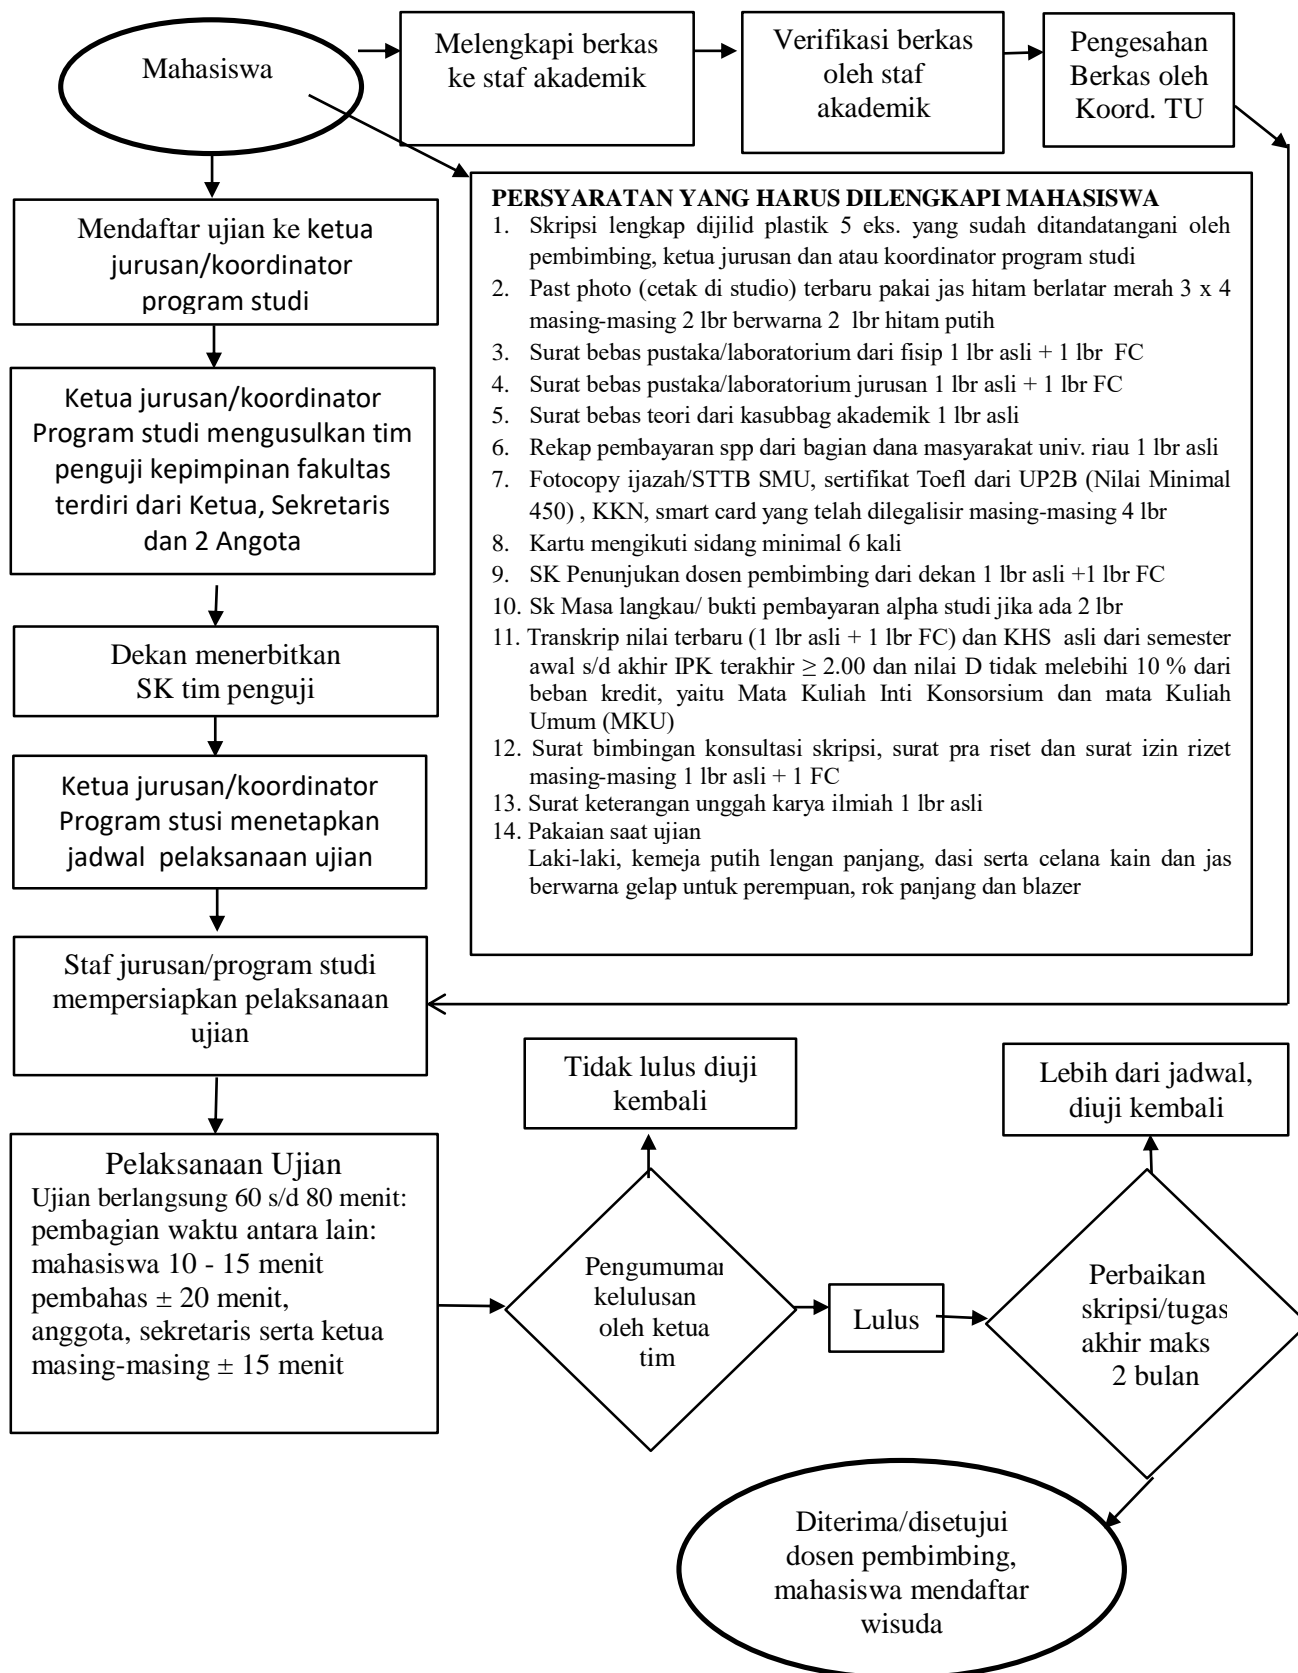 Mahasiswa
Melengkapi berkas
ke staf akademik
Verifikasi berkas
oleh staf
akademik
Pengesahan
Berkas oleh
Koord. TU
Mendaftar ujian ke ketua
jurusan/koordinator
program studi
Ketua jurusan/koordinator
Program studi mengusulkan tim
penguji kepimpinan fakultas
terdiri dari Ketua, Sekretaris
dan 2 Angota
Dekan menerbitkan
SK tim penguji
Ketua jurusan/koordinator
Program stusi menetapkan
jadwal pelaksanaan ujian
Staf jurusan/program studi
mempersiapkan pelaksanaan
ujian
PERSYARATAN YANG HARUS DILENGKAPI MAHASISWA
1. Skripsi lengkap dijilid plastik 5 eks. yang sudah ditandatangani oleh
pembimbing, ketua jurusan dan atau koordinator program studi
2. Past photo (cetak di studio) terbaru pakai jas hitam berlatar merah 3 x 4
masing-masing 2 lbr berwarna 2 lbr hitam putih
3. Surat bebas pustaka/laboratorium dari fisip 1 lbr asli + 1 lbr FC
4. Surat bebas pustaka/laboratorium jurusan 1 lbr asli + 1 lbr FC
5. Surat bebas teori dari kasubbag akademik 1 lbr asli
6. Rekap pembayaran spp dari bagian dana masyarakat univ. riau 1 lbr asli
7. Fotocopy ijazah/STTB SMU, sertifikat Toefl dari UP2B (Nilai Minimal
450) , KKN, smart card yang telah dilegalisir masing-masing 4 lbr
8. Kartu mengikuti sidang minimal 6 kali
9. SK Penunjukan dosen pembimbing dari dekan 1 lbr asli +1 lbr FC
10. Sk Masa langkau/ bukti pembayaran alpha studi jika ada 2 lbr
11. Transkrip nilai terbaru (1 lbr asli + 1 lbr FC) dan KHS asli dari semester
awal s/d akhir IPK terakhir ≥ 2.00 dan nilai D tidak melebihi 10 % dari
beban kredit, yaitu Mata Kuliah Inti Konsorsium dan mata Kuliah
Umum (MKU)
12. Surat bimbingan konsultasi skripsi, surat pra riset dan surat izin rizet
masing-masing 1 lbr asli + 1 FC
13. Surat keterangan unggah karya ilmiah 1 lbr asli
14. Pakaian saat ujian
Laki-laki, kemeja putih lengan panjang, dasi serta celana kain dan jas
berwarna gelap untuk perempuan, rok panjang dan blazer
Pelaksanaan Ujian
Ujian berlangsung 60 s/d 80 menit:
pembagian waktu antara lain:
mahasiswa 10 - 15 menit
pembahas ± 20 menit,
anggota, sekretaris serta ketua
masing-masing ± 15 menit
Tidak lulus diuji
kembali
Pengumuman
kelulusan
oleh ketua
tim
Lulus
Lebih dari jadwal,
diuji kembali
Perbaikan
skripsi/tugas
akhir maks
2 bulan
Diterima/disetujui
dosen pembimbing,
mahasiswa mendaftar
wisuda